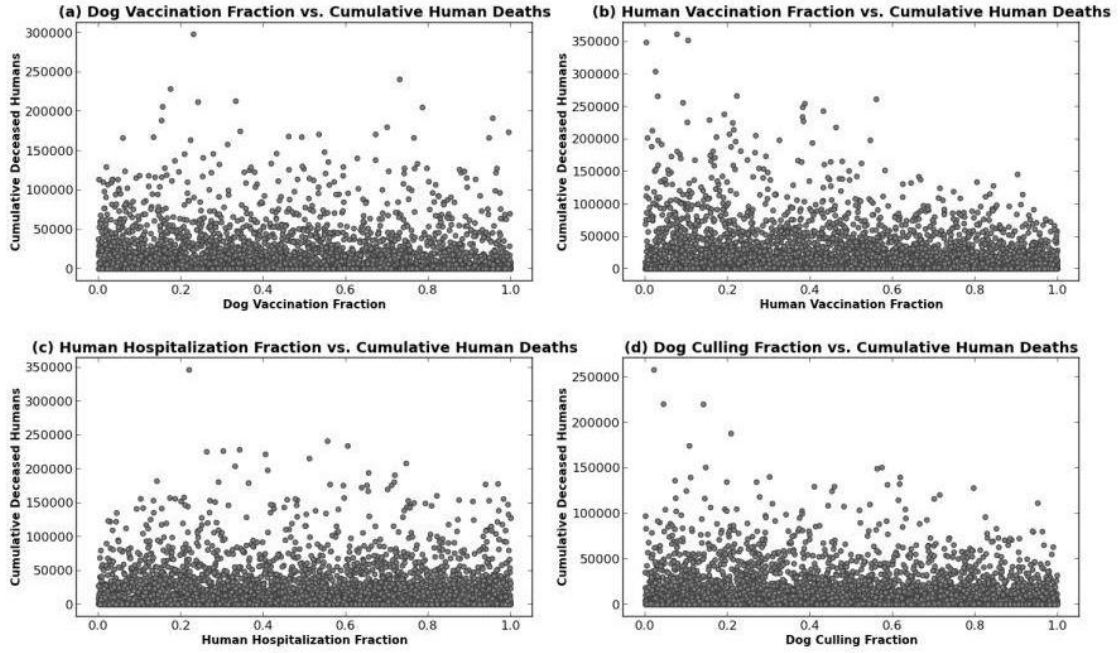 (a) Dog Vaccination Fraction vs. Cumulative Human Deaths
300000
250000
200000
150000
100000
50000
0
Cumulative Deceased Humans
0.0 0.2 0.4 0.6 0.8 1.0
Dog Vaccination Fraction
(b) Human Vaccination Fraction vs. Cumulative Human Deaths
350000
300000
250000
200000
150000
100000
50000
0
Cumulative Deceased Humans
0.0 0.2 0.4 0.6 0.8 1.0
Human Vaccination Fraction
(c) Human Hospitalization Fraction vs. Cumulative Human Deaths
350000
300000
250000
200000
150000
100000
50000
0
Cumulative Deceased Humans
0.0 0.2 0.4 0.6 0.8 1.0
Human Hospitalization Fraction
(d) Dog Culling Fraction vs. Cumulative Human Deaths
250000
200000
150000
100000
50000
0
Cumulative Deceased Humans
0.0 0.2 0.4 0.6 0.8 1.0
Dog Culling Fraction